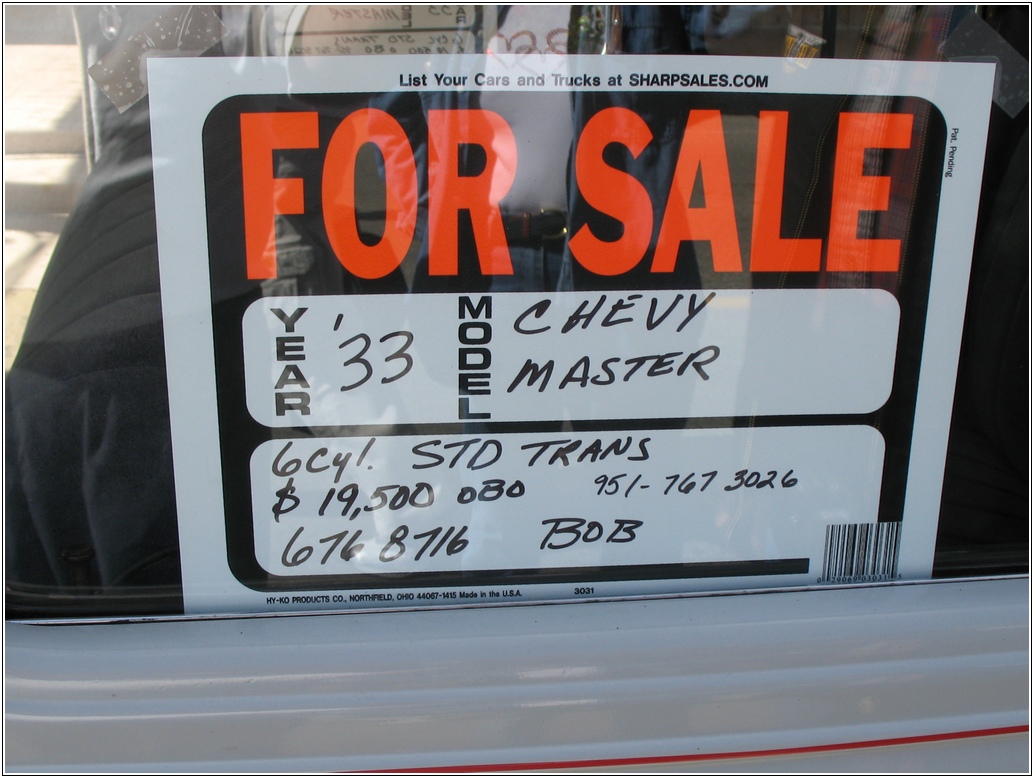 List Your Cars and Trucks at SHARPSALES.COM
FOR SALE
Pat. Pending
YEAR '33
MODEL CHEVY
MASTER
6 Cyl. STD TRANS
$ 19,500 OBO 951-767 3026
676 8716 BOB
HY-KO PRODUCTS CO., NORTHFIELD, OHIO 44067-1415 Made in the U.S.A. 3031